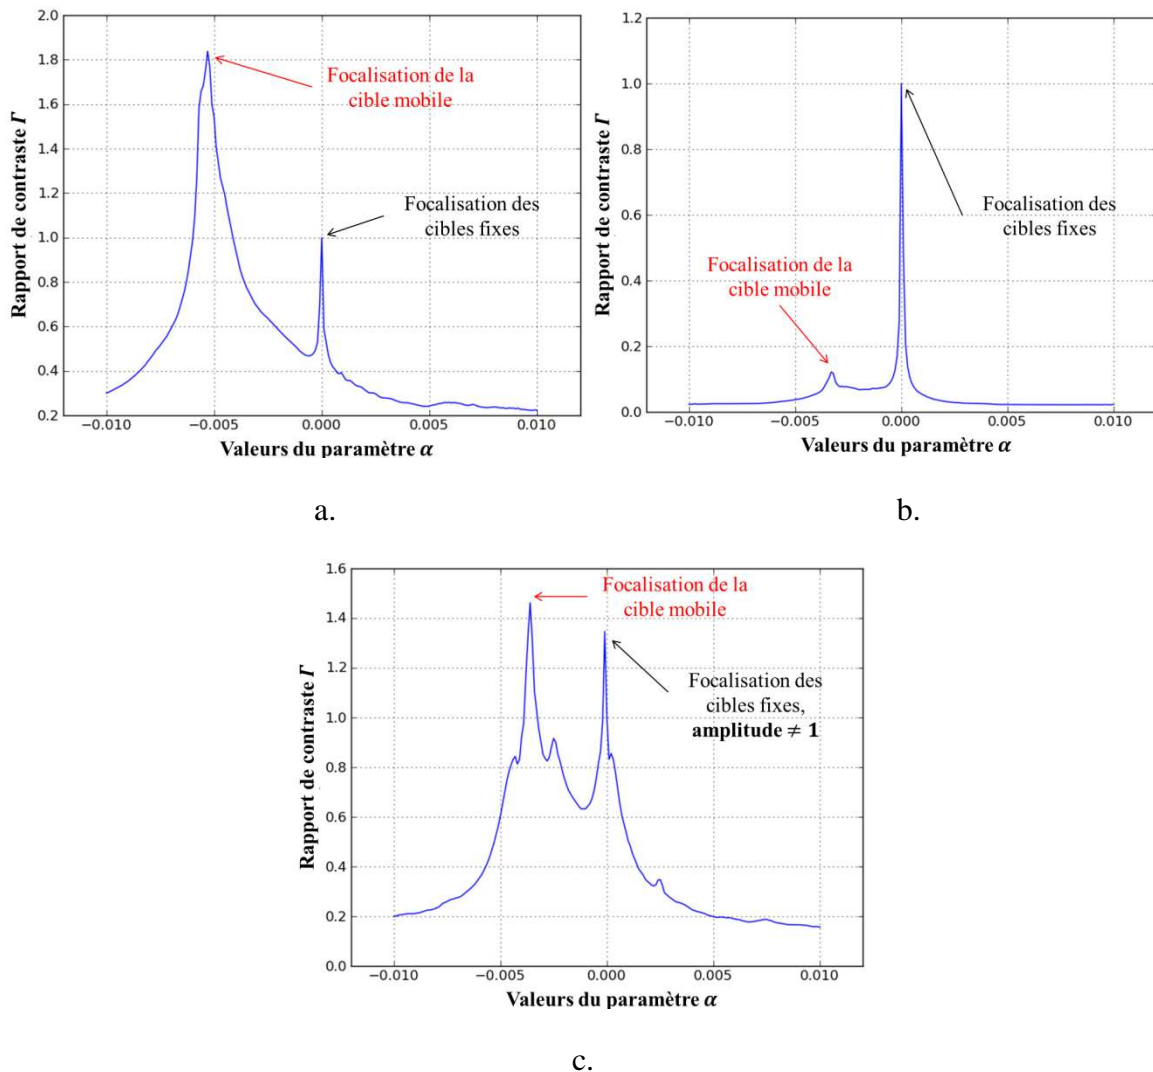 2.0
1.8
1.6
1.4
1.2
1.0
0.8
0.6
0.4
0.2
Rapport de contraste Γ
Focalisation de la
cible mobile
Focalisation des
cibles fixes
−0.010 −0.005 0.000 0.005 0.010
Valeurs du paramètre α
a.
1.2
1.0
0.8
0.6
0.4
0.2
0.0
Rapport de contraste Γ
Focalisation des
cibles fixes
Focalisation de la
cible mobile
−0.010 −0.005 0.000 0.005 0.010
Valeurs du paramètre α
b.
1.6
1.4
1.2
1.0
0.8
0.6
0.4
0.2
0.0
Rapport de contraste Γ
Focalisation de la
cible mobile
Focalisation des
cibles fixes,
amplitude ≠ 1
−0.010 −0.005 0.000 0.005 0.010
Valeurs du paramètre α
c.